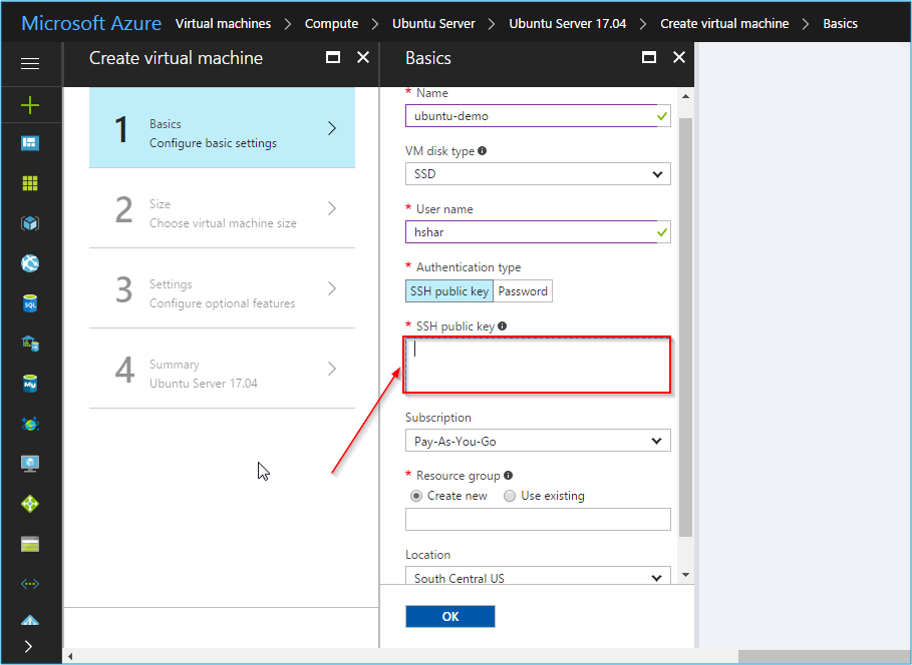 Microsoft Azure Virtual machines > Compute > Ubuntu Server > Ubuntu Server 17.04 > Create virtual machine > Basics
Create virtual machine
1 Basics
Configure basic settings
2 Size
Choose virtual machine size
3 Settings
Configure optional features
4 Summary
Ubuntu Server 17.04
Basics
* Name
ubuntu-demo
VM disk type
SSD
* User name
hshar
* Authentication type
SSH public key Password
* SSH public key
Subscription
Pay-As-You-Go
* Resource group
Create new Use existing
Location
South Central US
OK
SQL
My